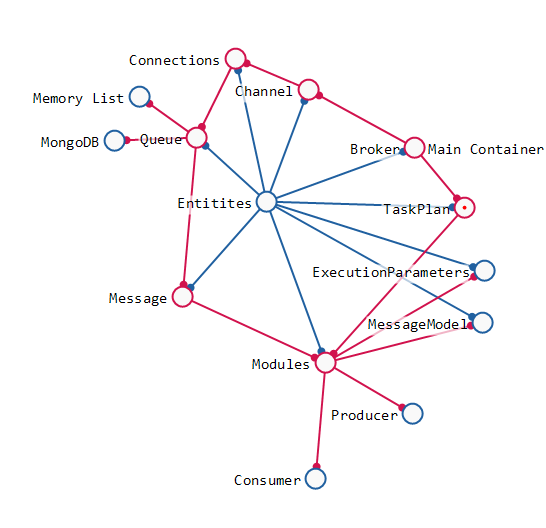 Connections
Channel
Memory List
MongoDB
Queue
Broker
Main Container
Entitites
TaskPlan
ExecutionParameters
Message
MessageModel
Modules
Producer
Consumer